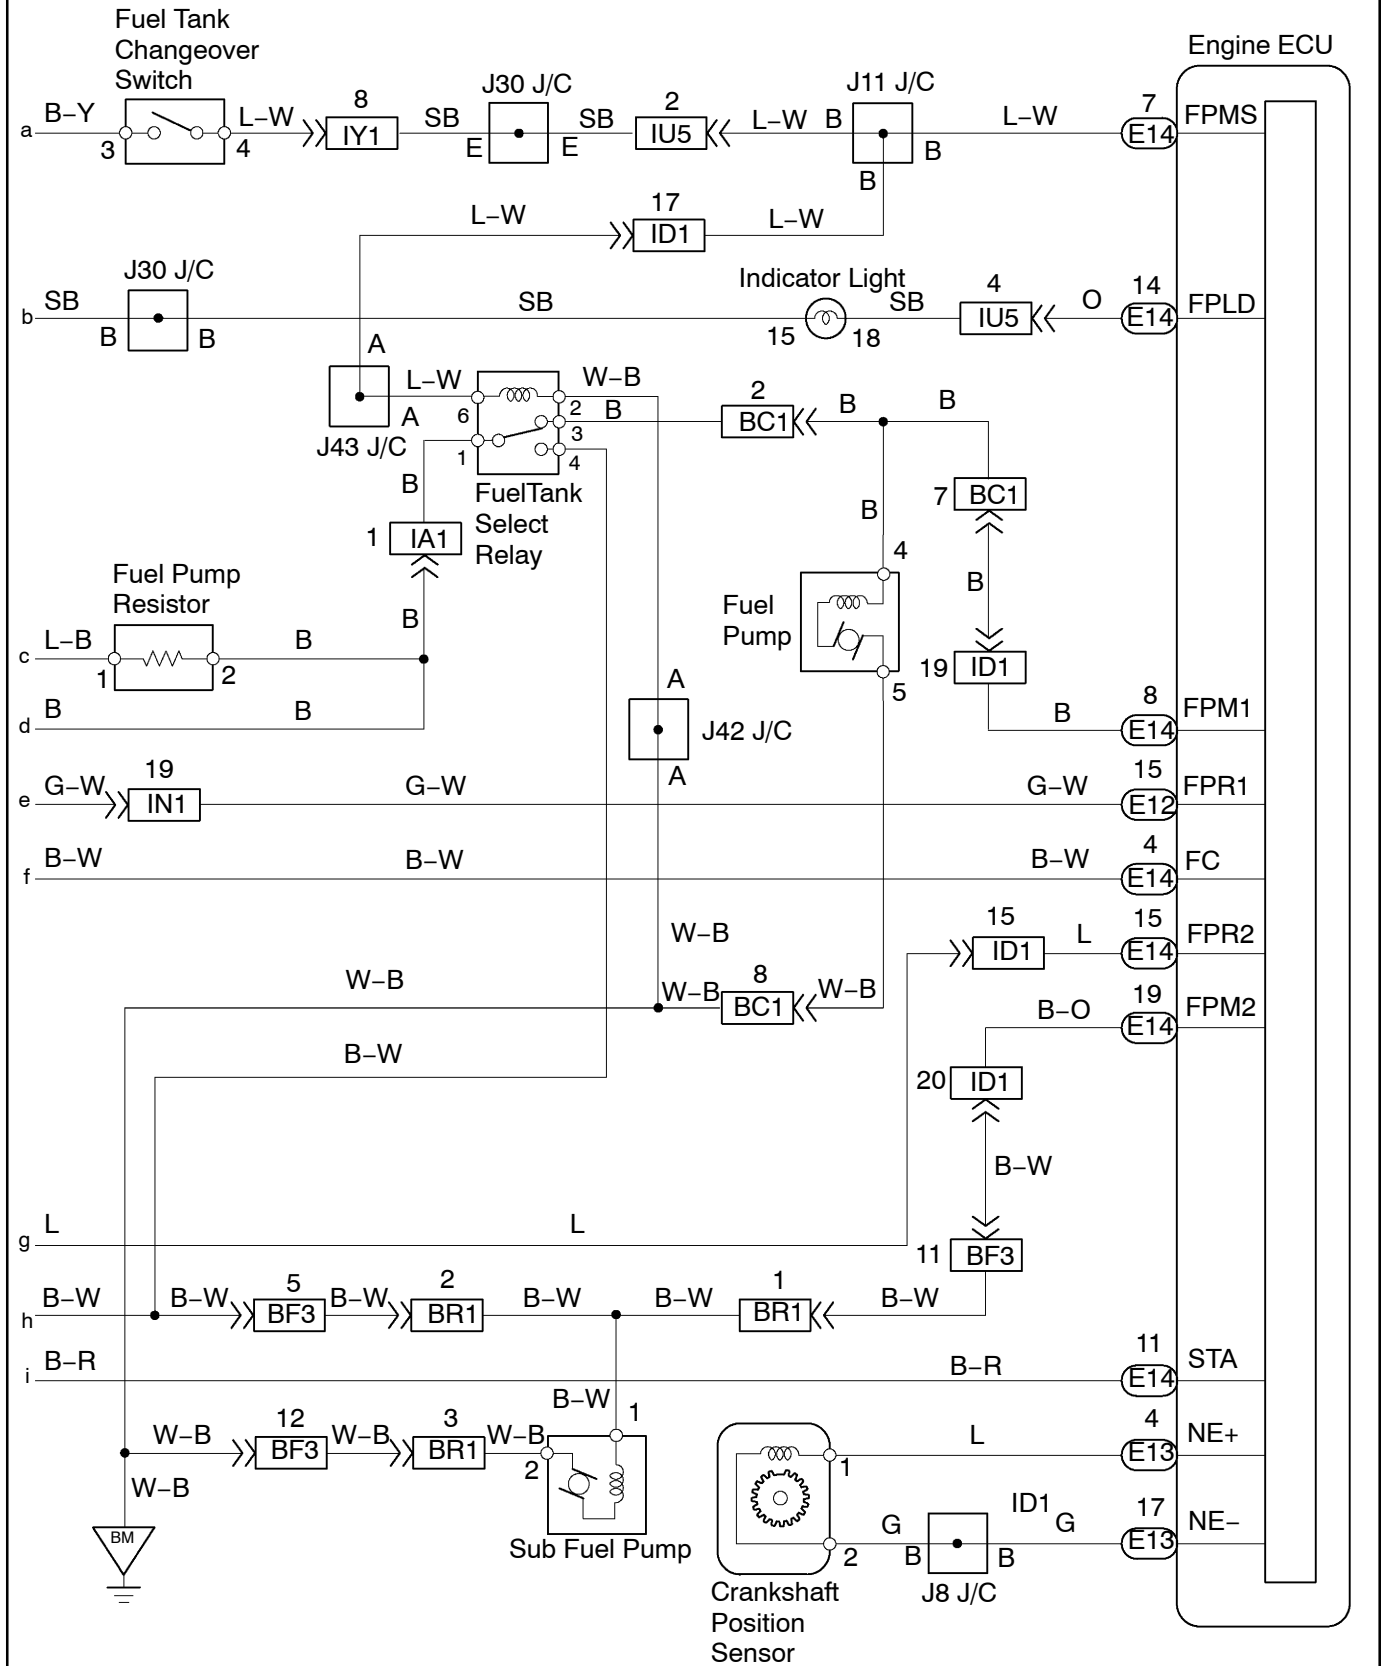 Fuel Tank
Changeover
Switch
Engine ECU
J30 J/C
J11 J/C
a
B–Y
3
4
L–W
8
IY1
SB
E
E
SB
2
IU5
L–W
B
B
B
L–W
7
E14
FPMS
L–W
17
ID1
L–W
J30 J/C
b
SB
B
B
SB
Indicator Light
15
18
SB
4
IU5
O
14
E14
FPLD
A
L–W
A
J43 J/C
6
1
W–B
2
B
3
4
FuelTank
Select
Relay
2
BC1
B
B
B
1
IA1
B
B
7
BC1
Fuel Pump
Resistor
c
L–B
1
2
B
Fuel
Pump
4
5
B
19
ID1
d
B
B
A
J42 J/C
A
B
8
E14
FPM1
e
G–W
19
IN1
G–W
G–W
15
E12
FPR1
f
B–W
B–W
B–W
4
E14
FC
15
ID1
L
15
E14
FPR2
W–B
W–B
W–B
8
BC1
W–B
B–O
19
E14
FPM2
B–W
20
ID1
B–W
g
L
L
11
BF3
h
B–W
B–W
5
BF3
B–W
2
BR1
B–W
B–W
1
BR1
B–W
i
B–R
B–R
11
E14
STA
B–W
1
W–B
12
BF3
W–B
3
BR1
W–B
2
Sub Fuel Pump
W–B
BM
1
L
4
E13
NE+
2
G
B
ID1
B
G
17
E13
NE–
J8 J/C
Crankshaft
Position
Sensor